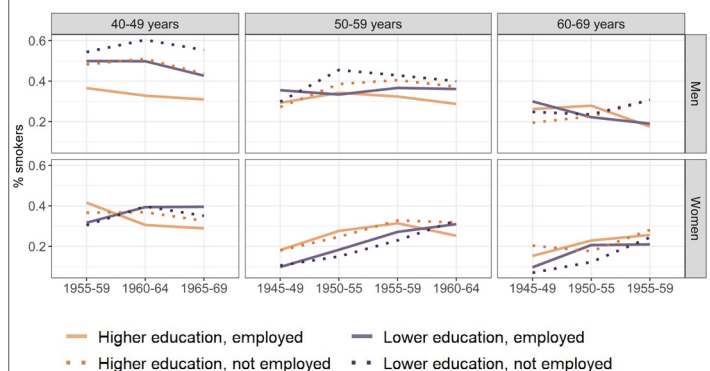 40-49 years 50-59 years 60-69 years
0.6
0.4
0.2
Men
% smokers
0.6
0.4
0.2
Women
1955-59 1960-64 1965-69 1945-49 1950-54 1955-59 1960-64 1945-49 1950-54 1955-59
Higher education, employed Lower education, employed
Higher education, not employed Lower education, not employed